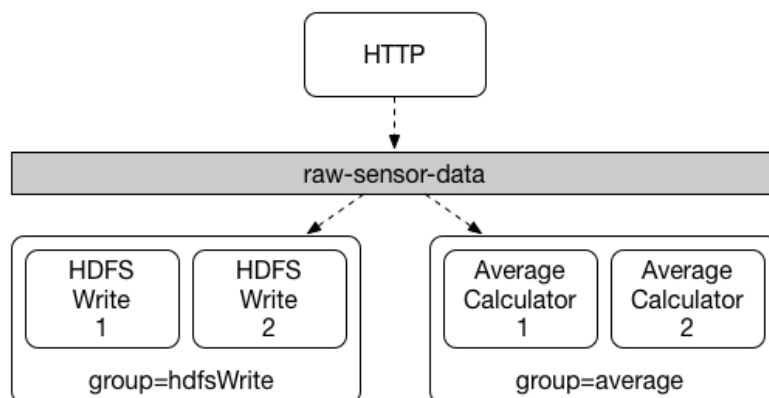 HTTP
raw-sensor-data
HDFS
Write
1
HDFS
Write
2
group=hdfsWrite
Average
Calculator
1
Average
Calculator
2
group=average